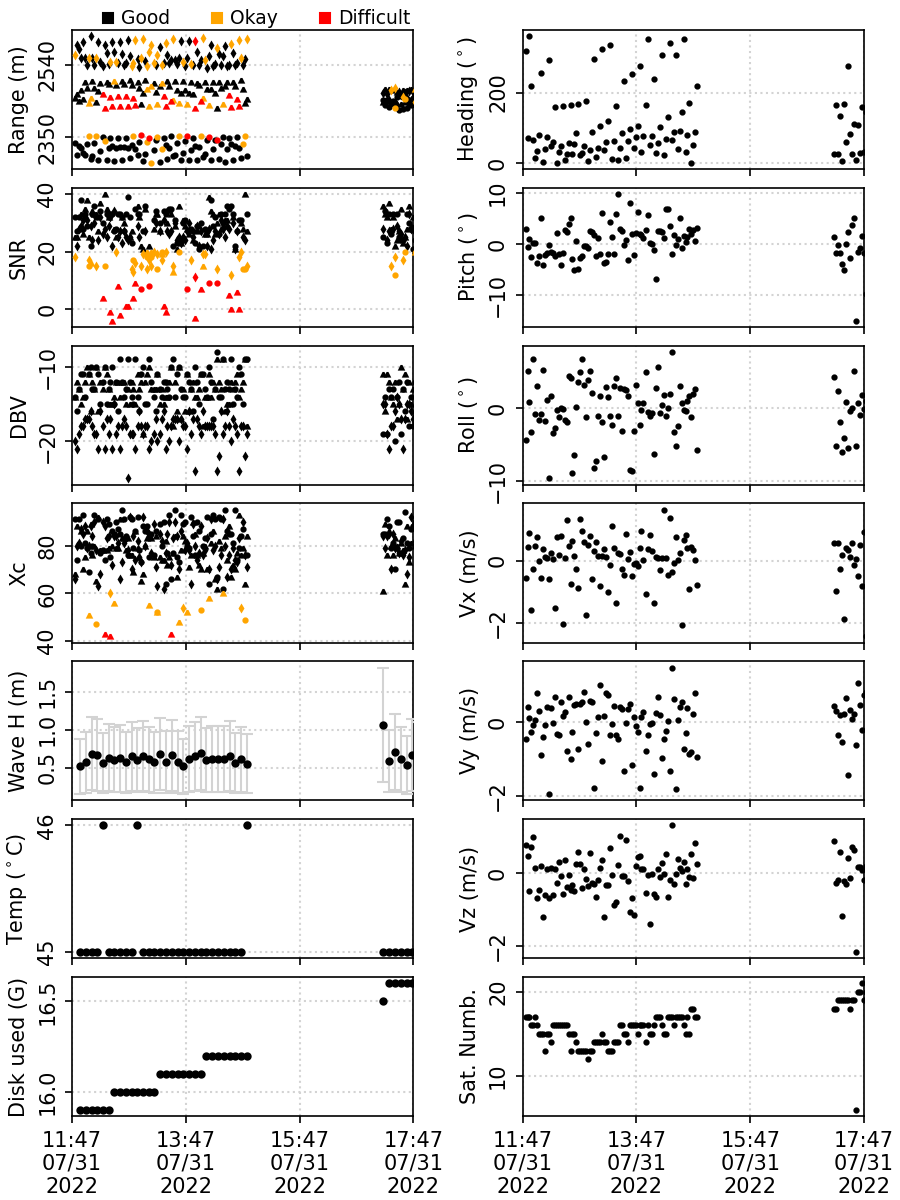 Good Okay Difficult
Range (m)
2540
2350
Heading (°)
200
0
SNR
40
20
0
Pitch (°)
10
0
−10
DBV
−10
−20
Roll (°)
0
−10
Xc
80
60
40
Vx (m/s)
0
−2
Wave H (m)
1.5
1.0
0.5
Vy (m/s)
0
−2
Temp (°C)
46
45
Vz (m/s)
0
−2
Disk used (G)
16.5
16.0
Sat. Numb.
20
10
11:47 13:47 15:47 17:47
07/31 07/31 07/31 07/31
2022 2022 2022 2022
11:47 13:47 15:47 17:47
07/31 07/31 07/31 07/31
2022 2022 2022 2022